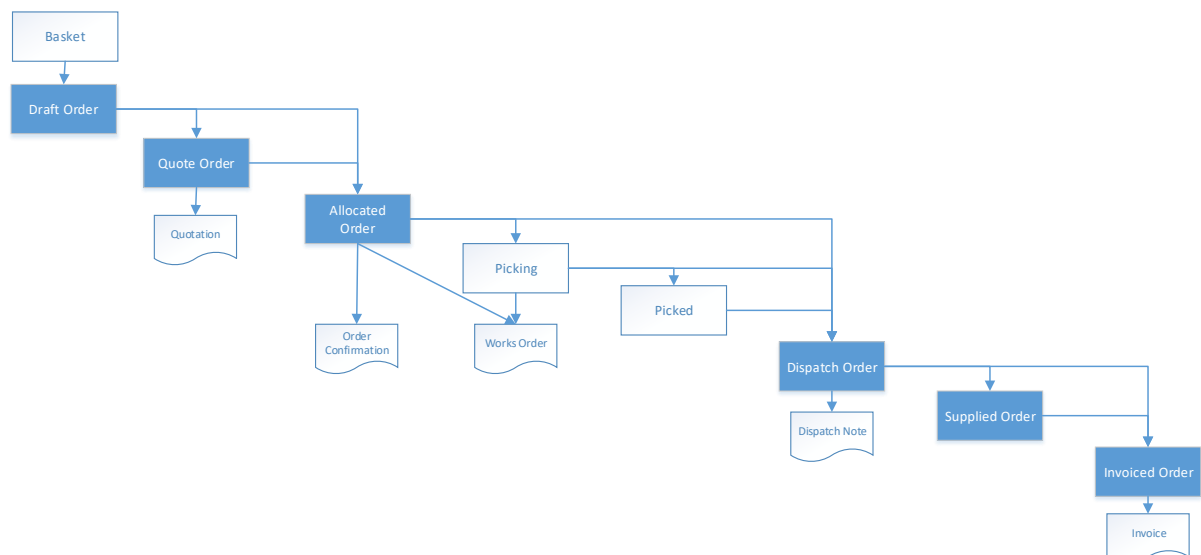 Basket
Draft Order
Quote Order
Quotation
Allocated
Order
Picking
Picked
Order
Confirmation
Works Order
Dispatch Order
Dispatch Note
Supplied Order
Invoiced Order
Invoice